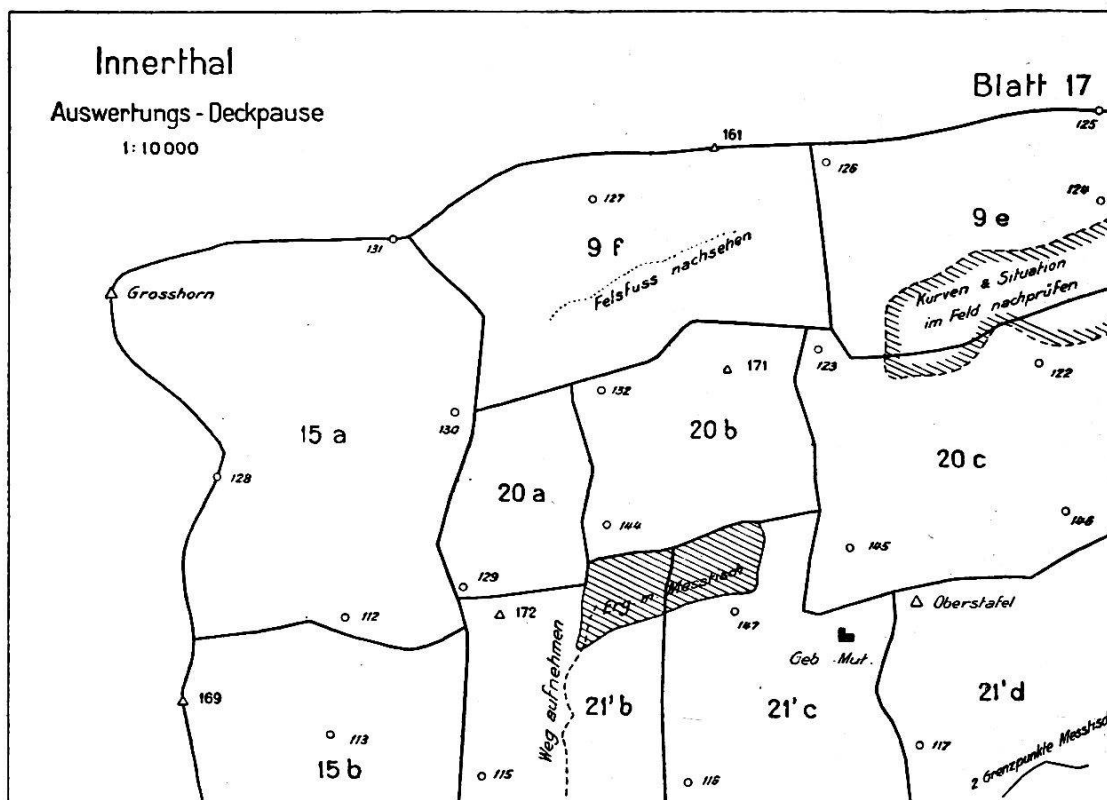 Innerthal
Blatt 17
Auswertungs - Deckpause
1:10000
125
161
126
127
124
9 e
131
9 f
Felsfuss nachsehen
Kurven & Situation
im Feld nachprüfen
Grosshorn
123
122
171
132
130
15 a
20 b
20 c
128
20 a
144
146
145
129
Erg. m. Messtisch
112
172
147
Oberstafel
Geb. Mut.
Weg aufnehmen
169
21'b
21'c
21'd
113
117
15 b
115
116
2 Grenzpunkte Messtisc